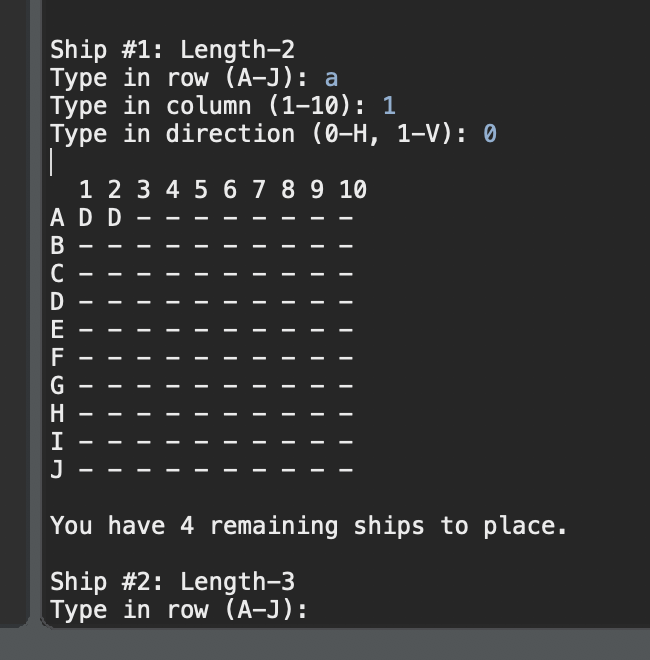 Ship #1: Length-2
Type in row (A-J): a
Type in column (1-10): 1
Type in direction (0-H, 1-V): 0
1 2 3 4 5 6 7 8 9 10
A D D - - - - - - - -
B - - - - - - - - - -
C - - - - - - - - - -
D - - - - - - - - - -
E - - - - - - - - - -
F - - - - - - - - - -
G - - - - - - - - - -
H - - - - - - - - - -
I - - - - - - - - - -
J - - - - - - - - - -
You have 4 remaining ships to place.
Ship #2: Length-3
Type in row (A-J):